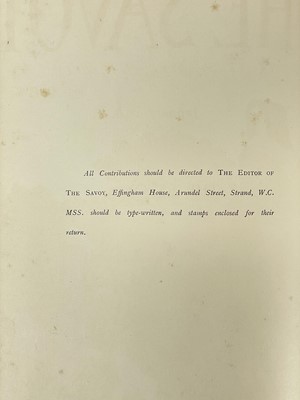 All Contributions should be directed to THE EDITOR OF
THE SAVOY, Effingham House, Arundel Street, Strand, W.C.
MSS. should be type-written, and stamps enclosed for their
return.